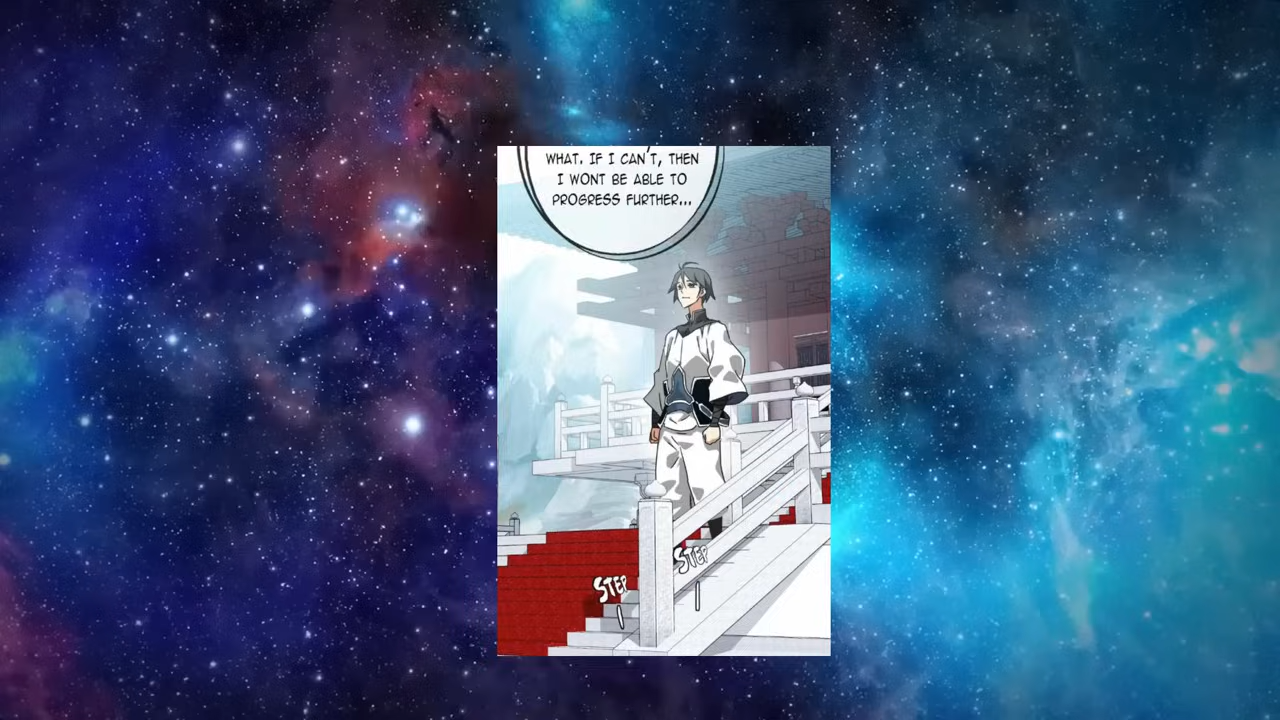 WHAT. IF I CAN'T, THEN
I WONT BE ABLE TO
PROGRESS FURTHER...
STEP
STEP